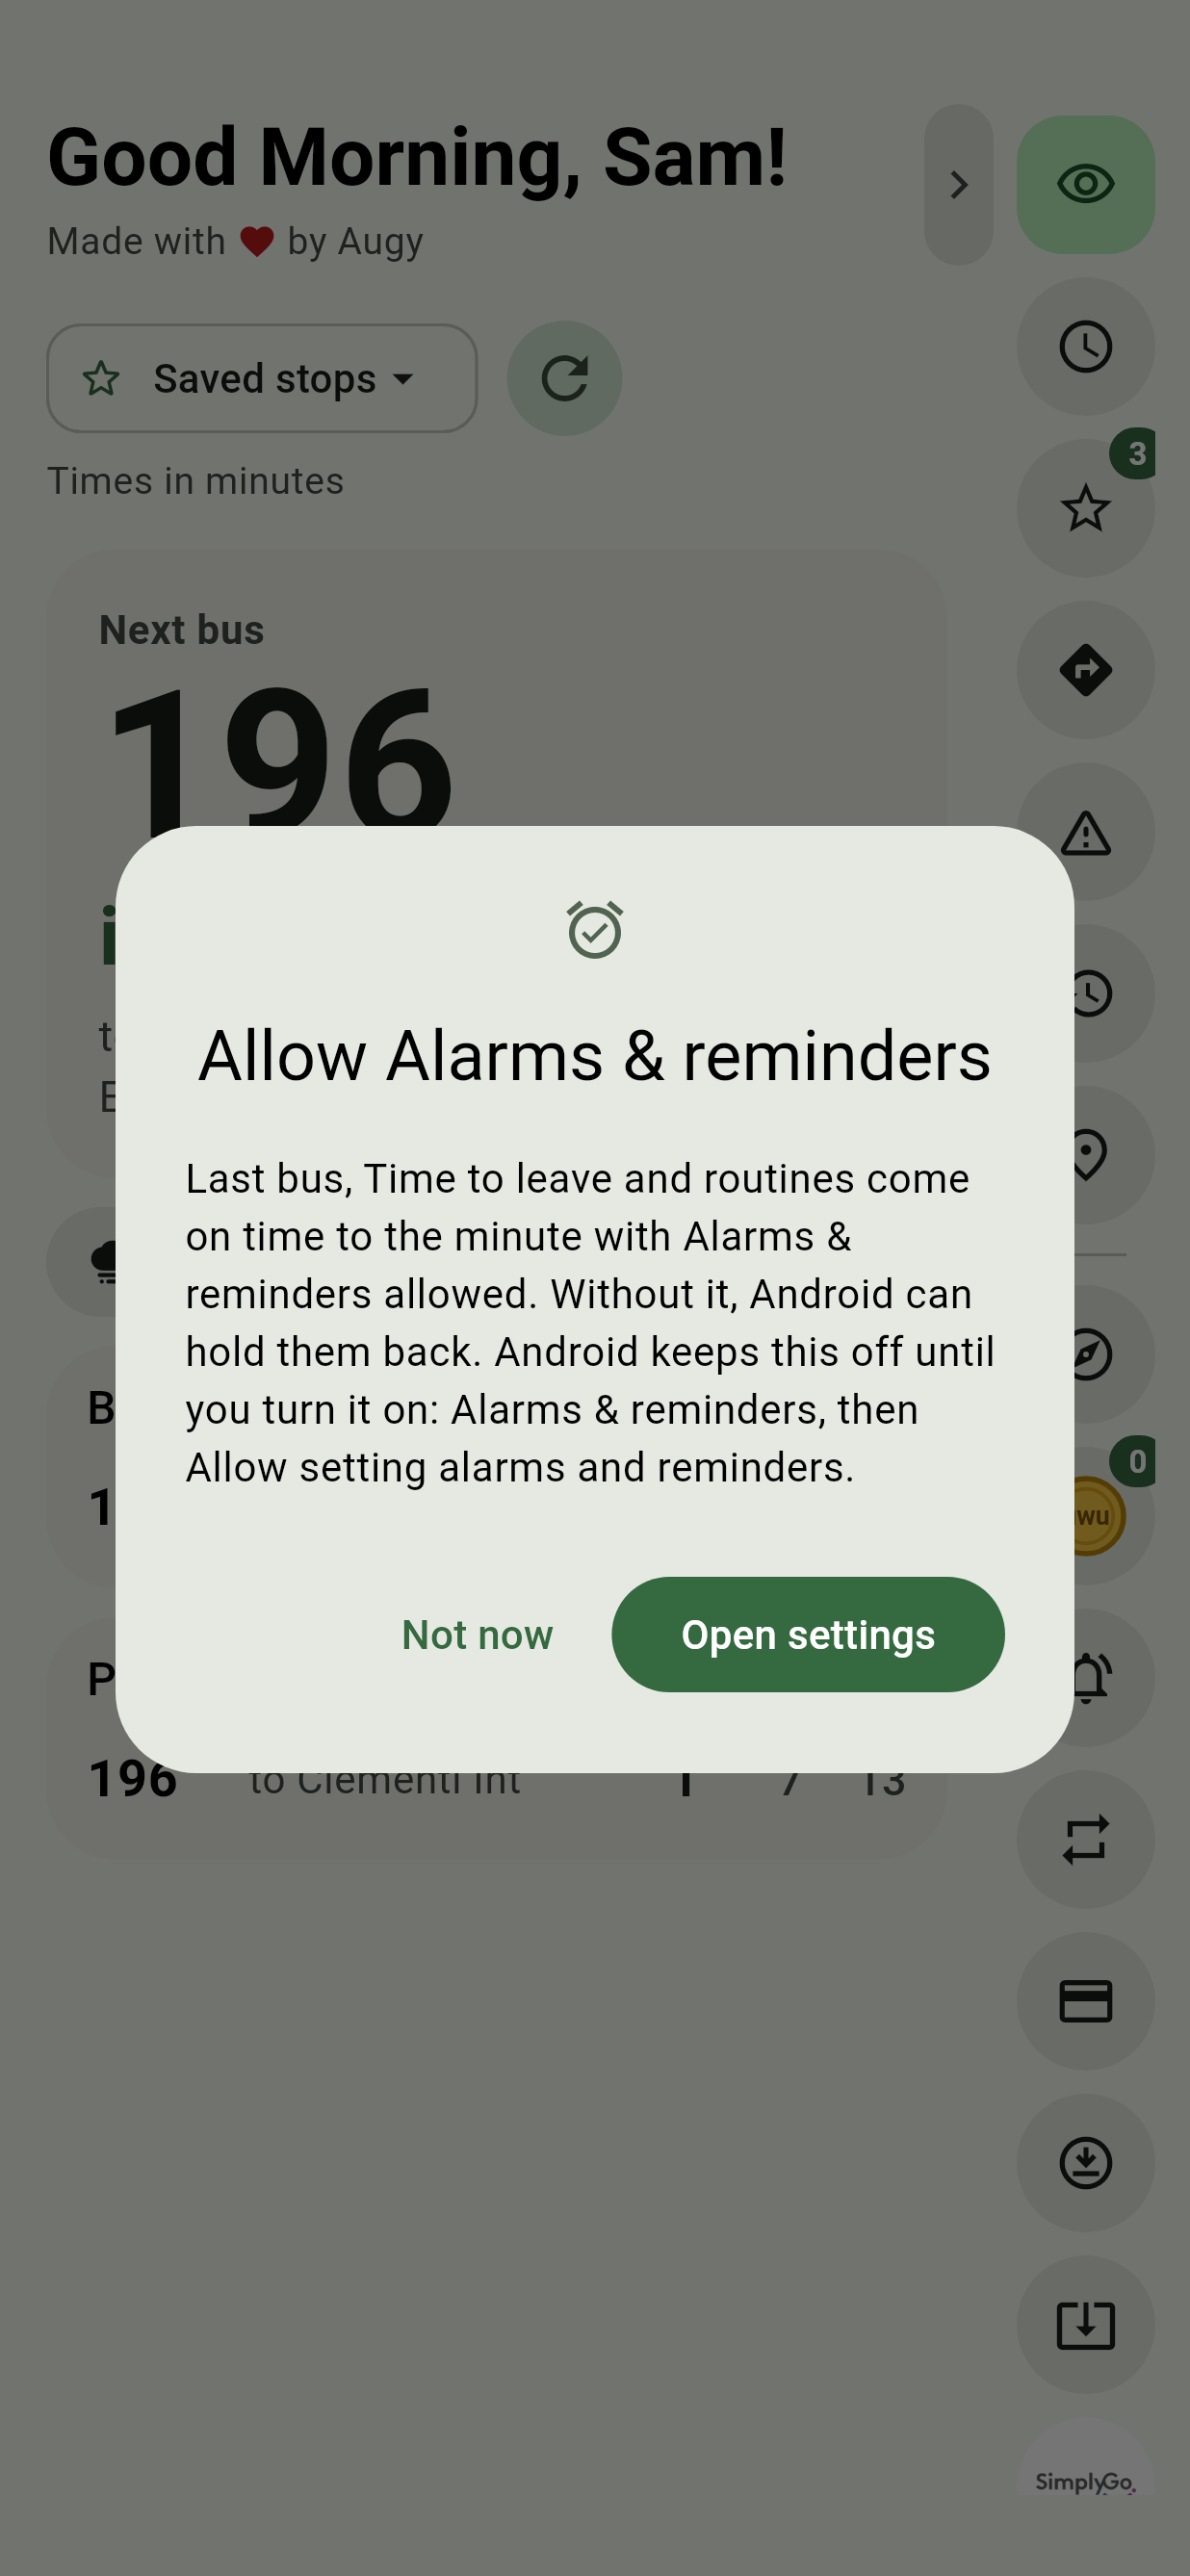 Good Morning, Sam!
Made with ❤ by Augy
Saved stops
3
Times in minutes
Next bus
196
Allow Alarms & reminders
Last bus, Time to leave and routines come
on time to the minute with Alarms &
reminders allowed. Without it, Android can
hold them back. Android keeps this off until
you turn it on: Alarms & reminders, then
Allow setting alarms and reminders.
0
Not now
Open settings
196 to Clementi Int 1 7 13
SimplyGo